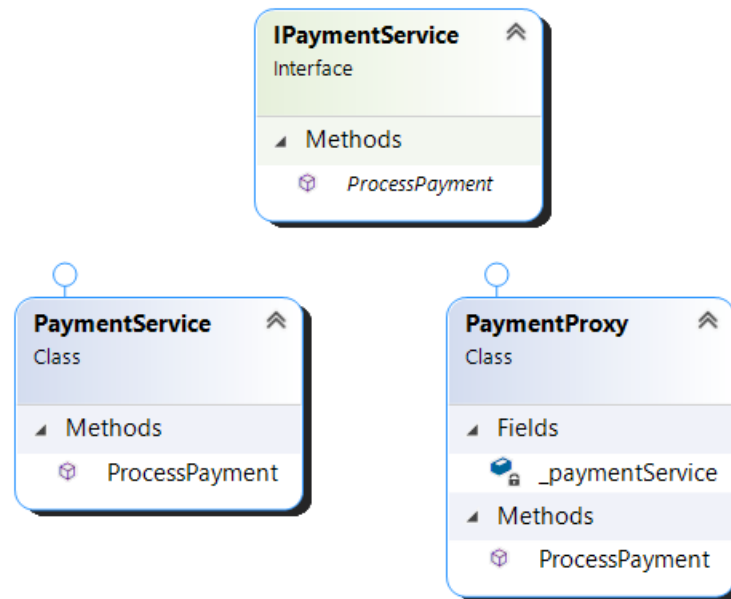 IPaymentService
Interface
Methods
ProcessPayment
PaymentService
Class
Methods
ProcessPayment
PaymentProxy
Class
Fields
_paymentService
Methods
ProcessPayment